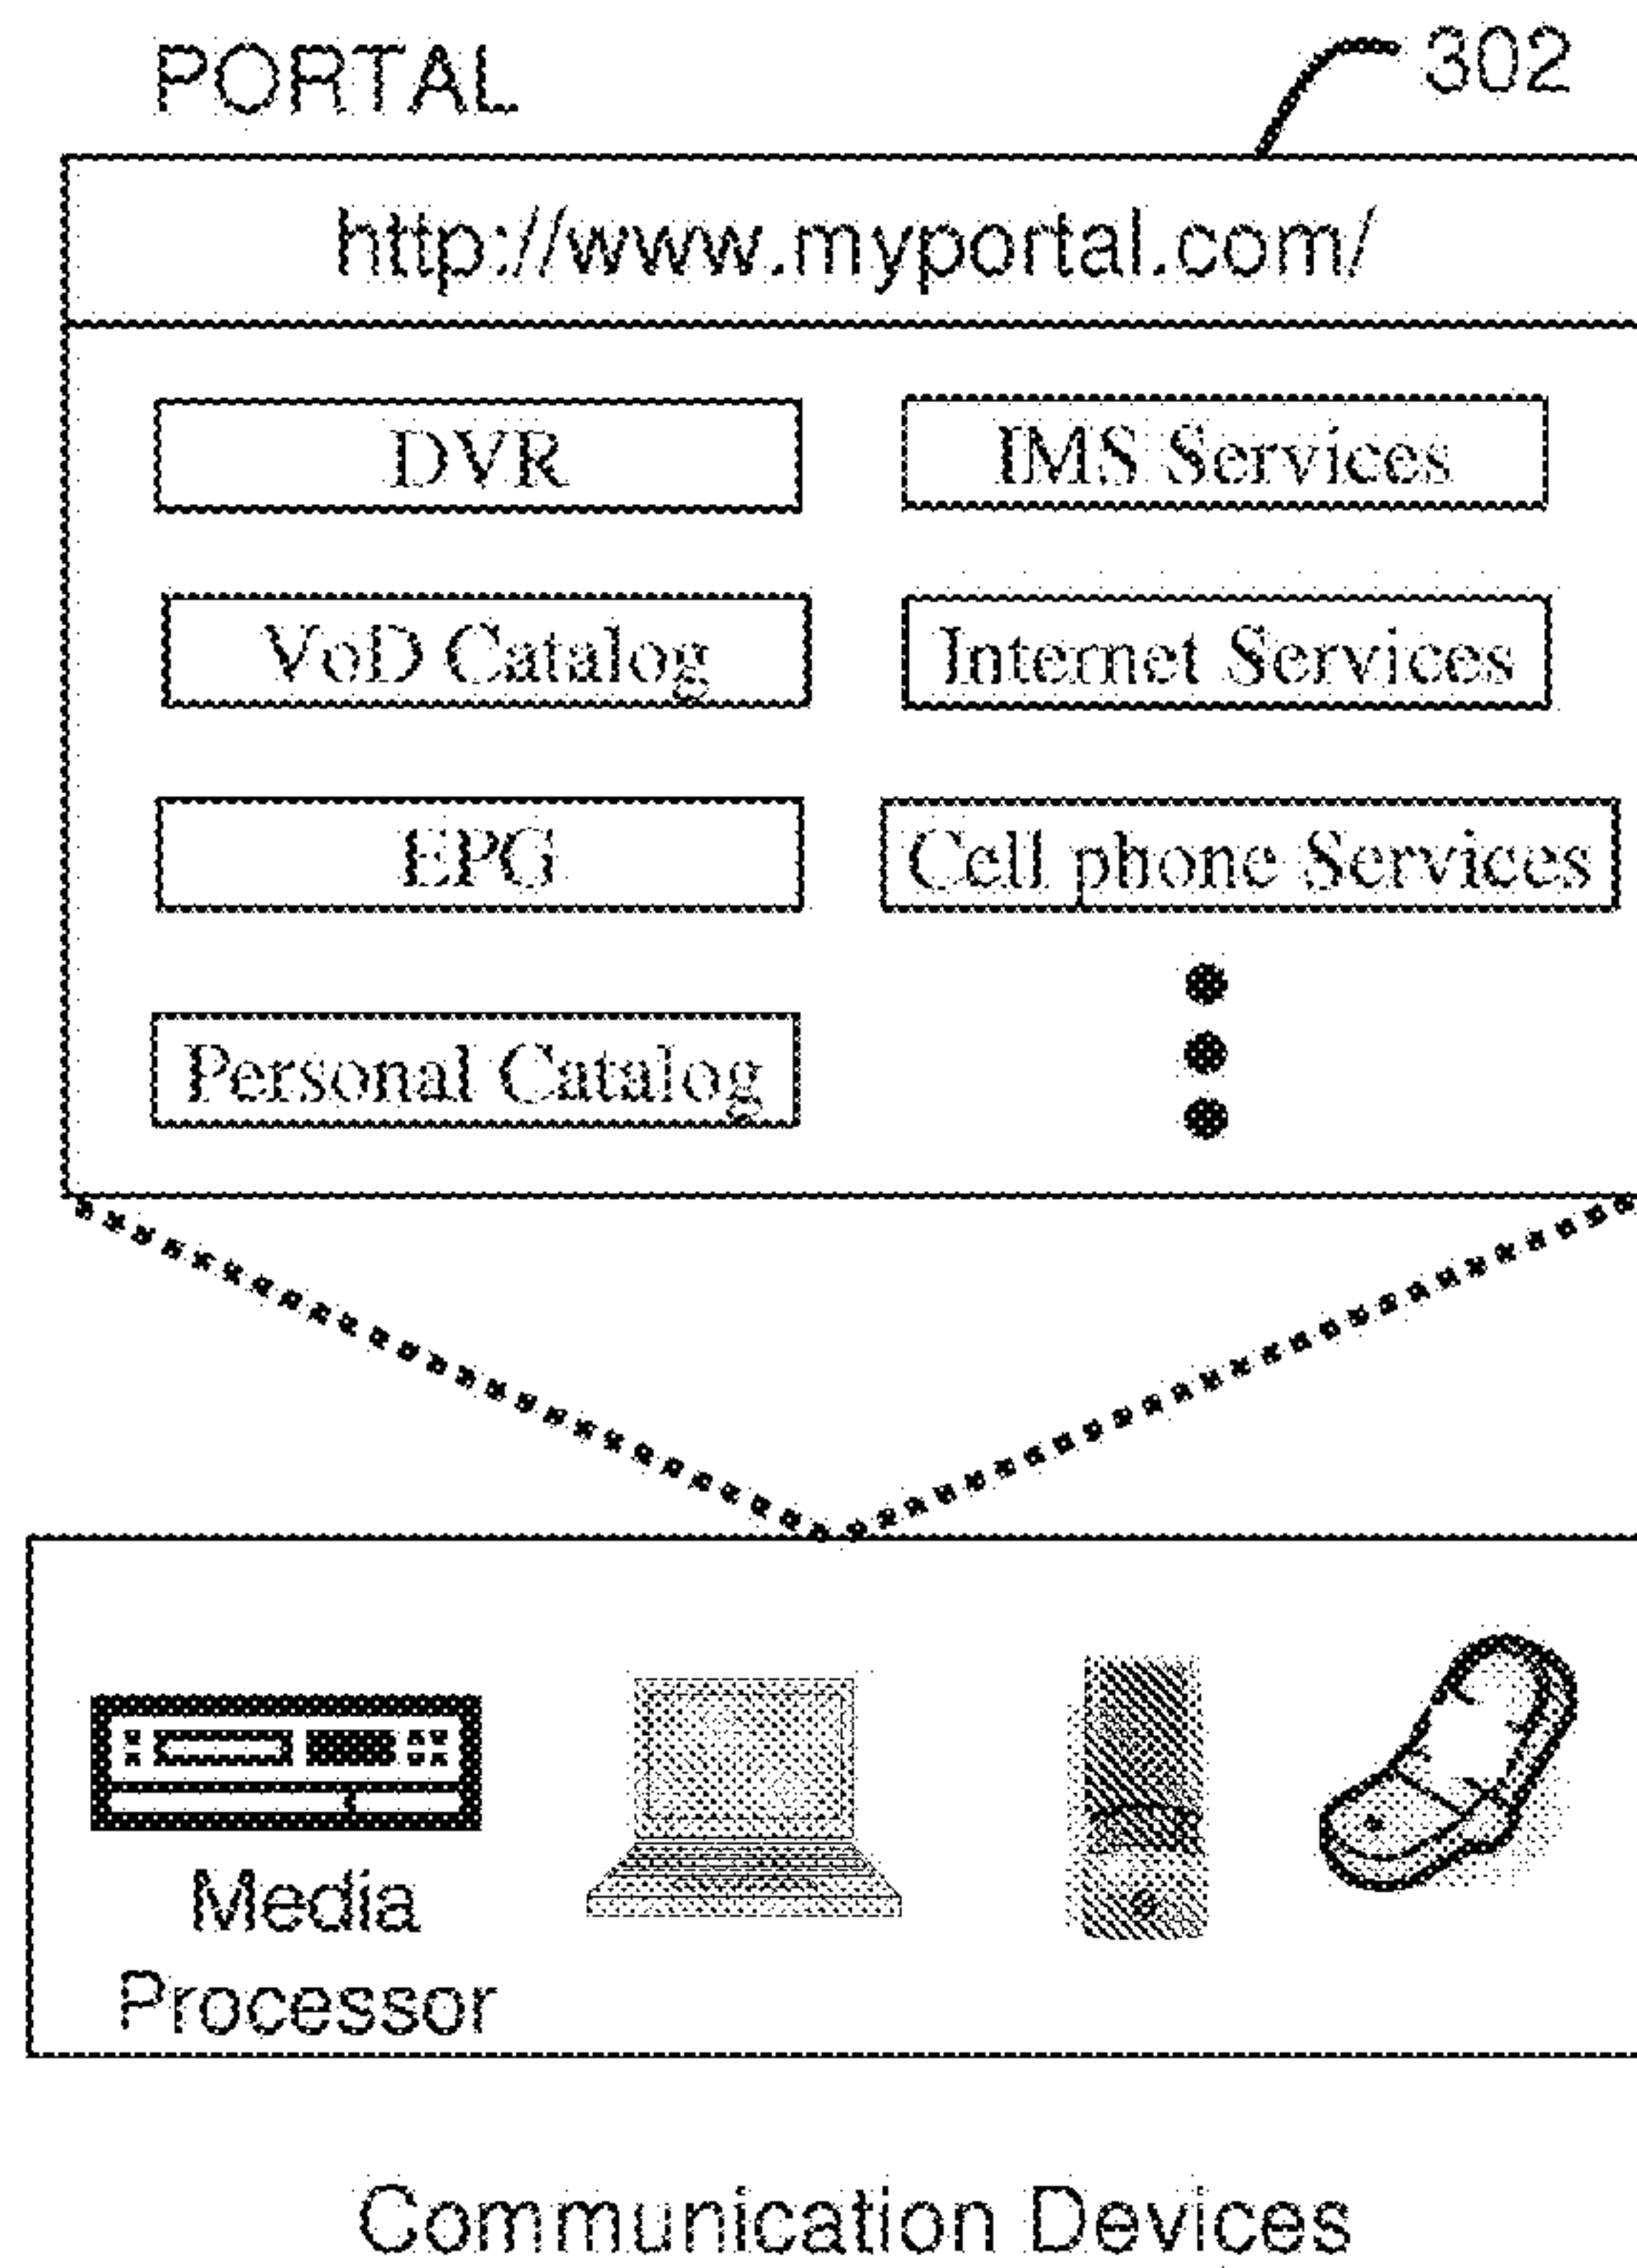 PORTAL
302
http://www.myportal.com/
DVR
IMS Services
VoD Catalog
Internet Services
EPG
Cell phone Services
Personal Catalog
Media
Processor
Communication Devices